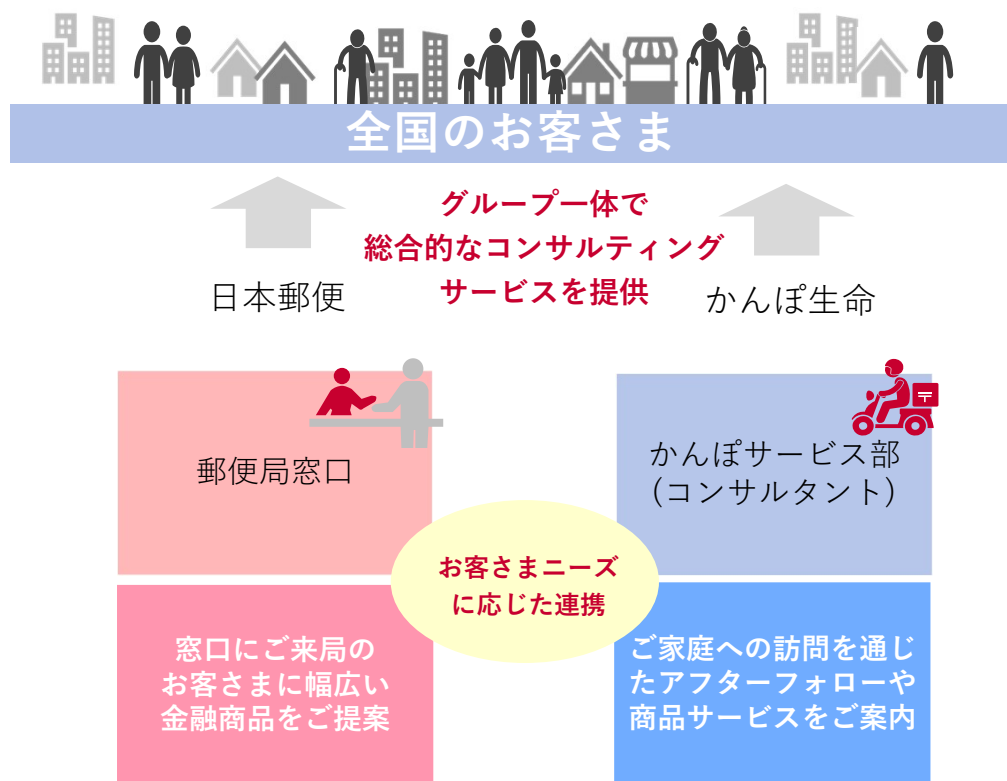 全国のお客さま
グループ一体で
総合的なコンサルティング
サービスを提供
日本郵便
かんぽ生命
郵便局窓口
かんぽサービス部
(コンサルタント)
お客さまニーズ
に応じた連携
窓口にご来局の
お客さまに幅広い
金融商品をご提案
ご家庭への訪問を通じ
たアフターフォローや
商品サービスをご案内
〒